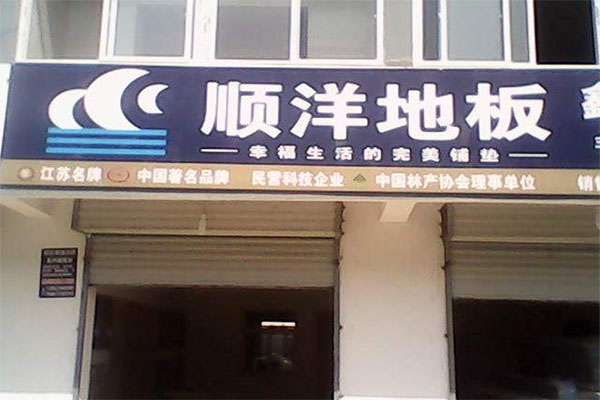 顺洋地板
幸福生活的完美铺垫
江苏名牌 中国著名品牌 民营科技企业 中国林产协会理事单位 销售